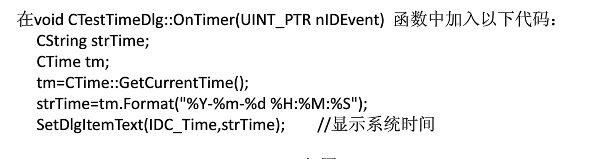 在void CTestTimeDlg::OnTimer(UINT_PTR nIDEvent) 函数中加入以下代码：
CString strTime;
CTime tm;
tm=CTime::GetCurrentTime();
strTime=tm.Format("%Y-%m-%d %H:%M:%S");
SetDlgItemText(IDC_Time,strTime); //显示系统时间